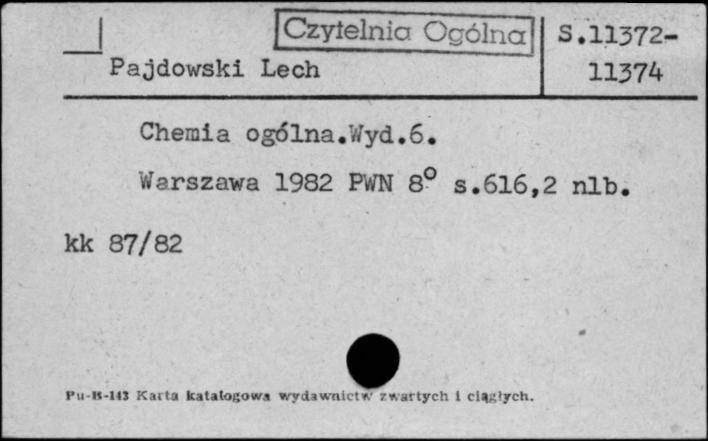 Czytelnia Ogólna
S.11372-
11374
Pajdowski Lech
Chemia ogólna.Wyd.6.
Warszawa 1982 PWN 8° s.616,2 nlb.
kk 87/82
Pu-B-143 Karta katalogowa wydawnictw zwartych i ciągłych.